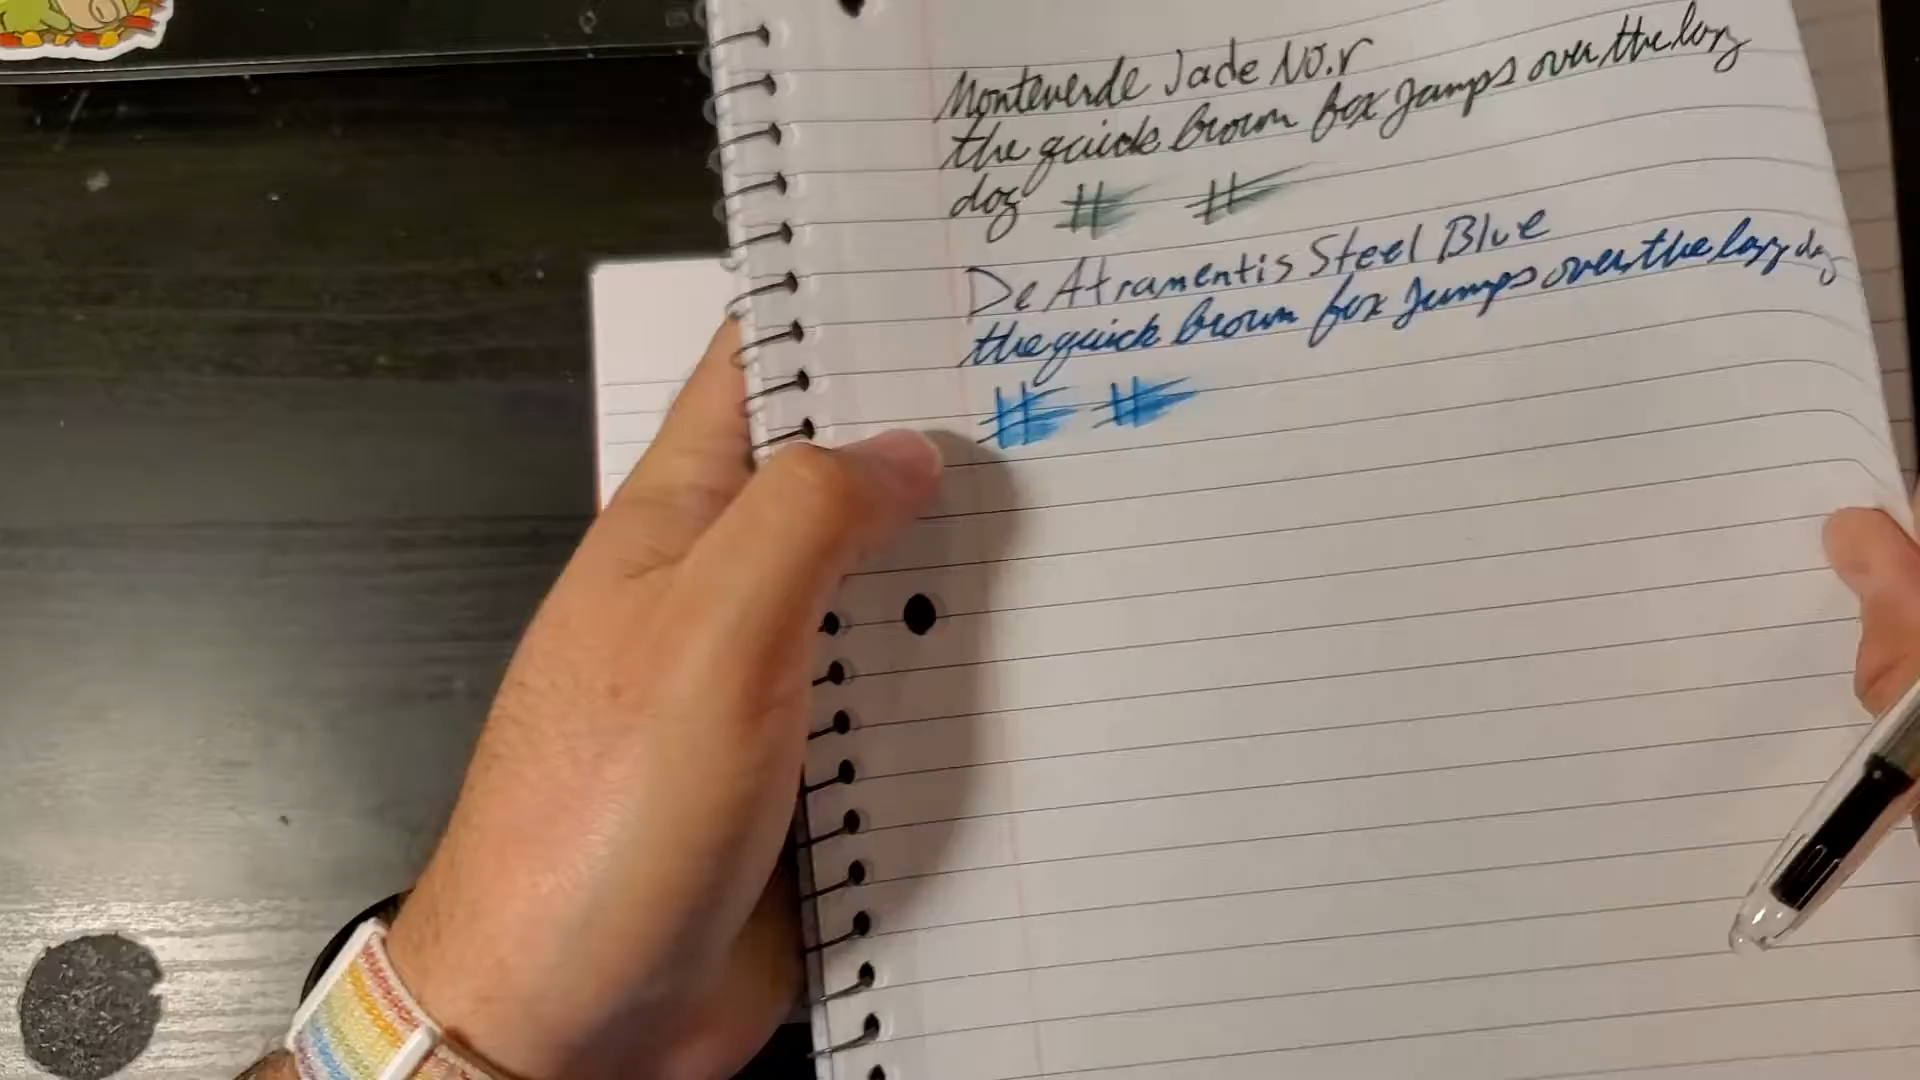 Monteverde Jade Noir
the quick brown fox jumps over the lazy
dog
De Atramentis Steel Blue
the quick brown fox jumps over the lazy dog